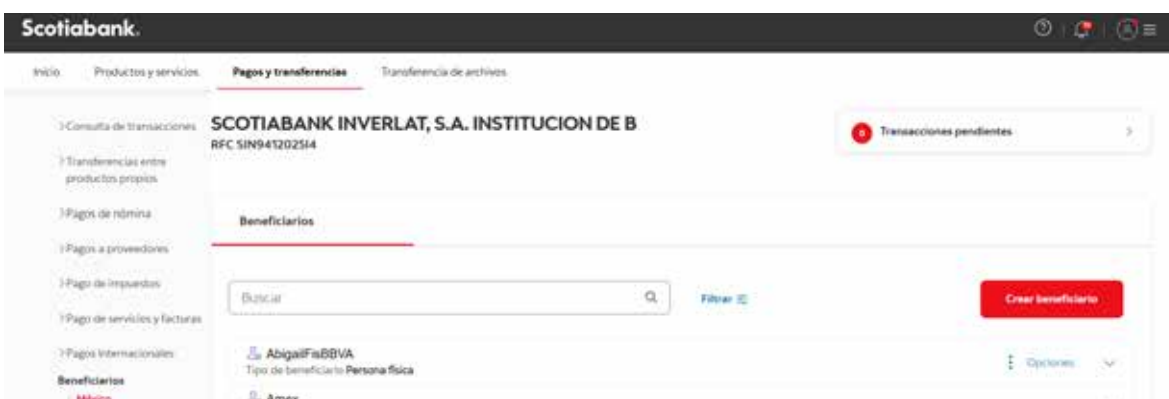 Scotiabank.
Inicio Productos y servicios Pagos y transferencias Transferencia de archivos
Consulta de transacciones
SCOTIABANK INVERLAT, S.A. INSTITUCION DE B
RFC SIN9412025I4
Transacciones pendientes
Transferencias entre
productos propios
Pagos de nómina
Beneficiarios
Pagos a proveedores
Pago de impuestos
Buscar
Filtrar
Crear beneficiario
Pago de servicios y facturas
Pagos Internacionales
AbigailFisBBVA
Tipo de beneficiario Persona física
Opciones
Beneficiarios
México
Amex